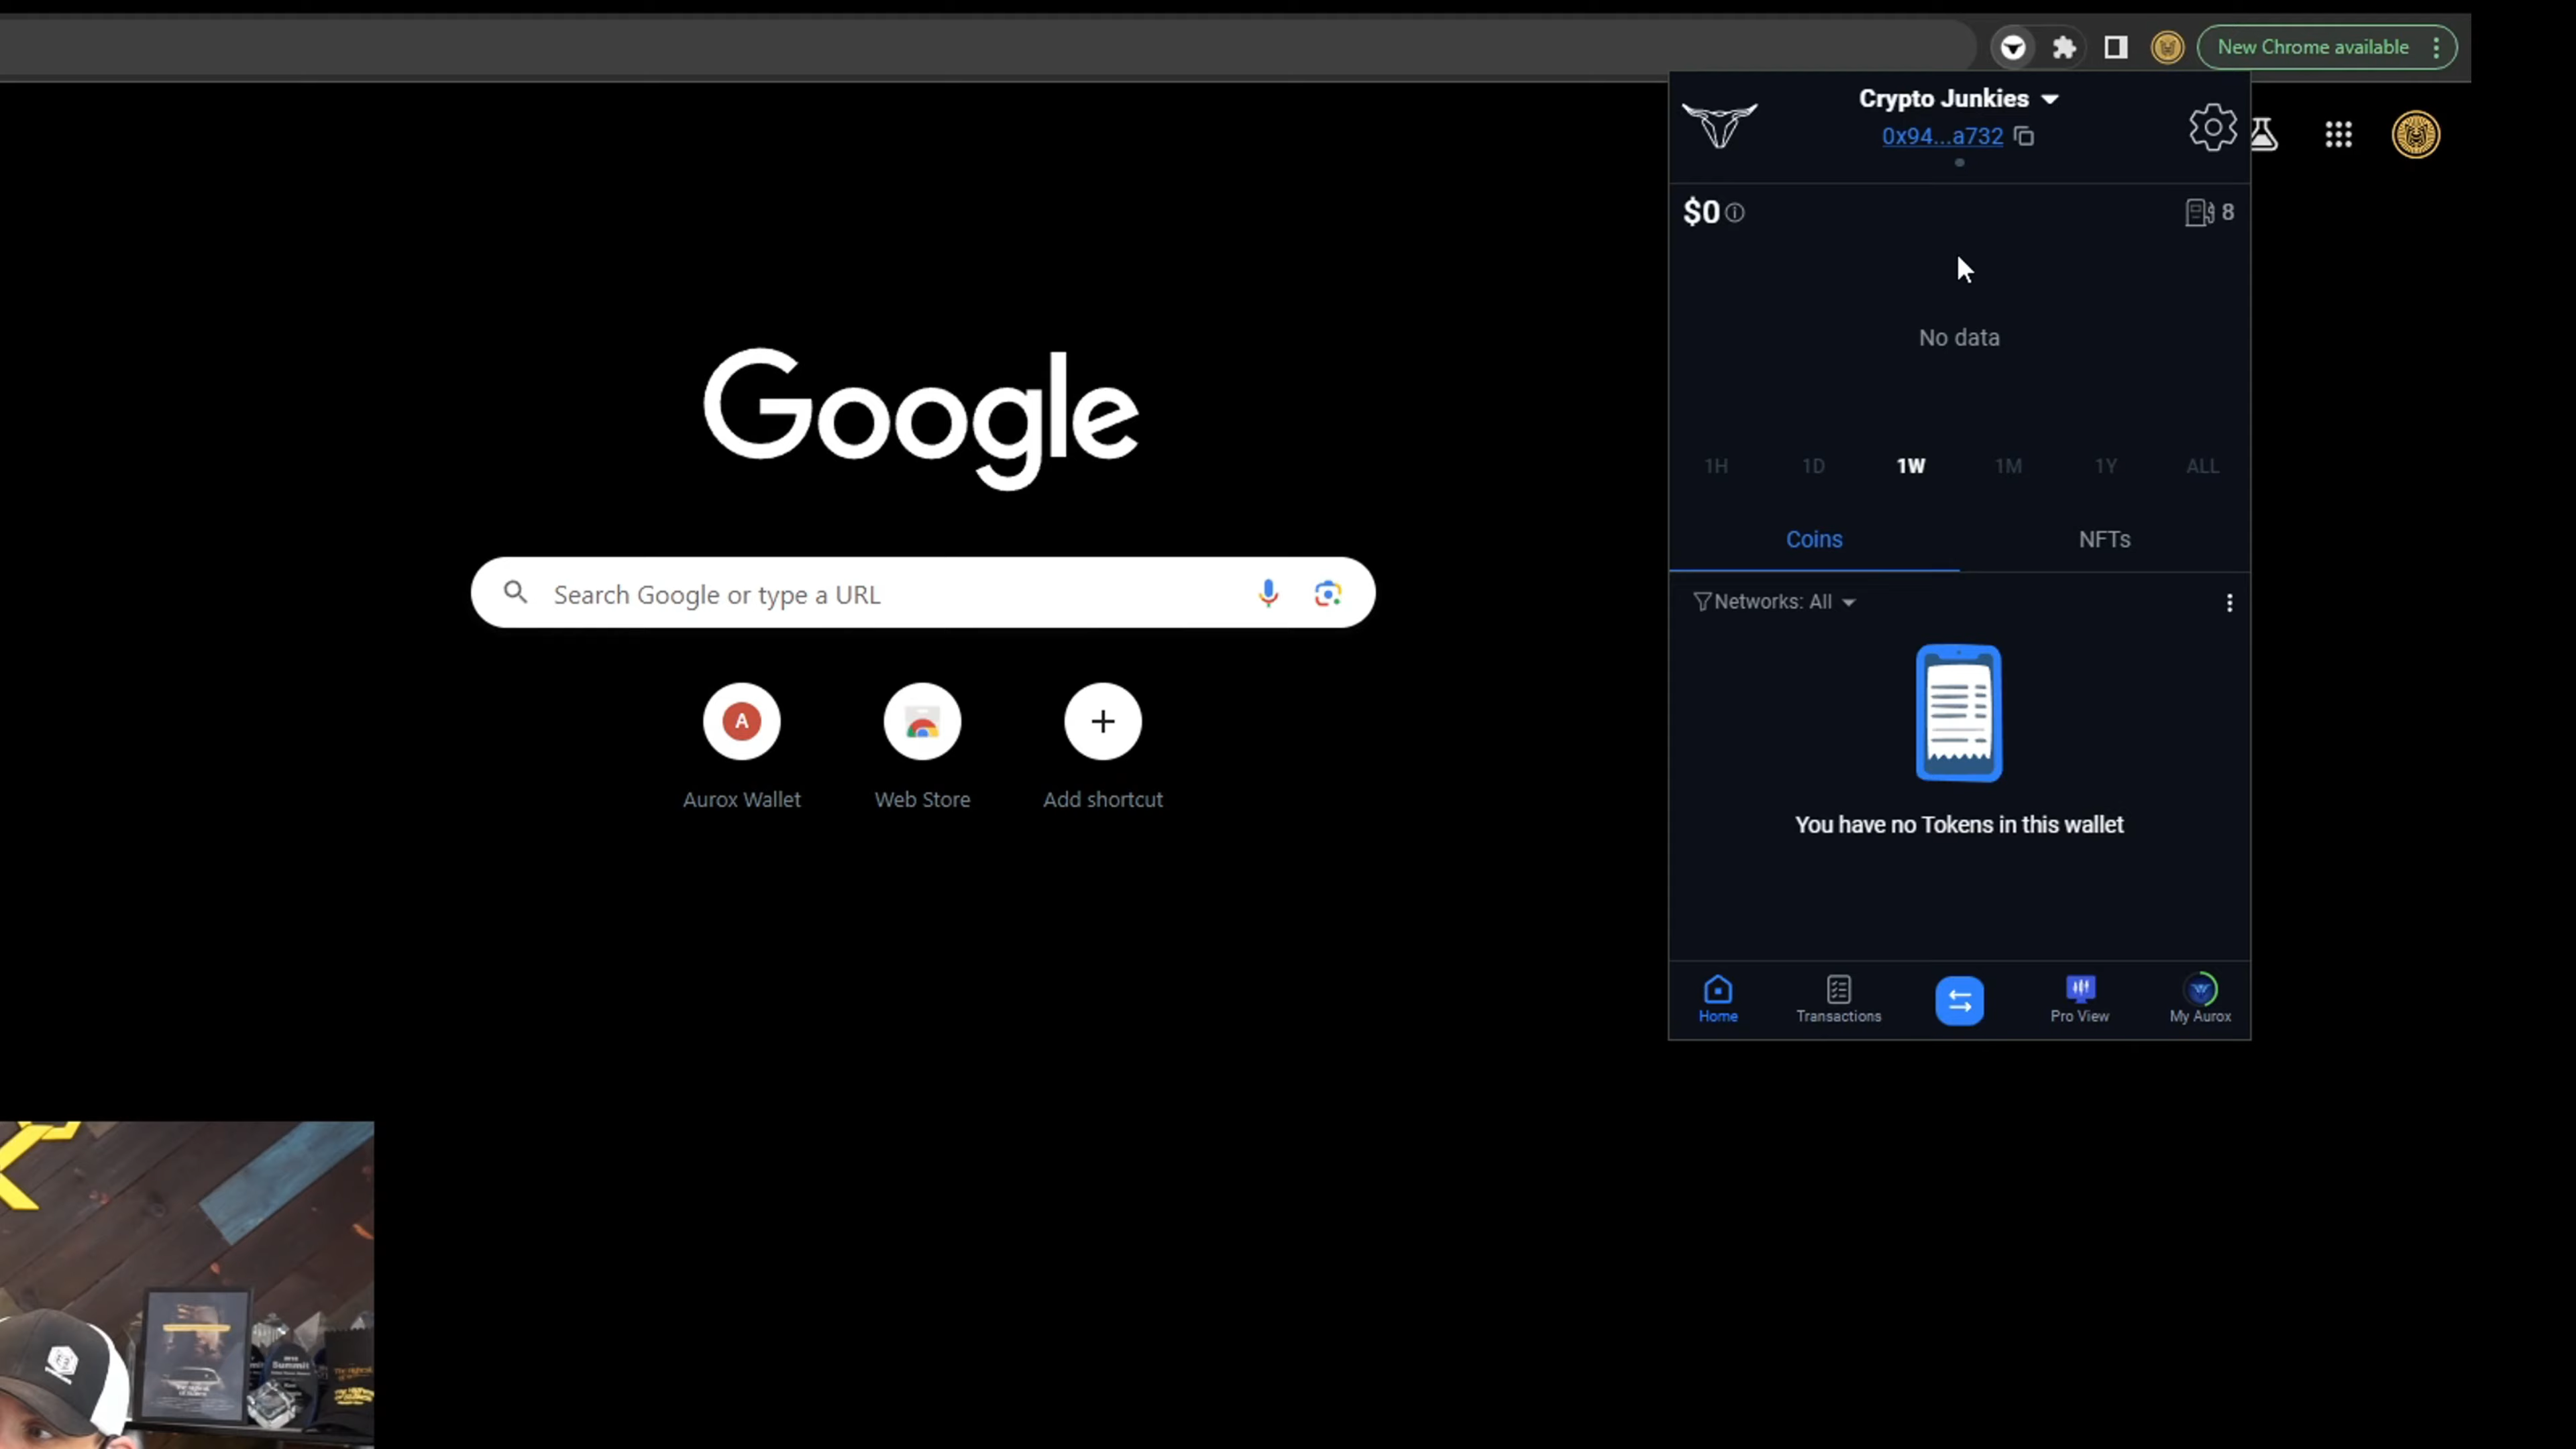 New Chrome available
Crypto Junkies
0x94...a732
$0
8
No data
1H 1D 1W 1M 1Y ALL
Coins NFTs
Networks: All
You have no Tokens in this wallet
Home Transactions Pro View My Aurox
Google
Search Google or type a URL
A
Aurox Wallet Web Store Add shortcut
Summit